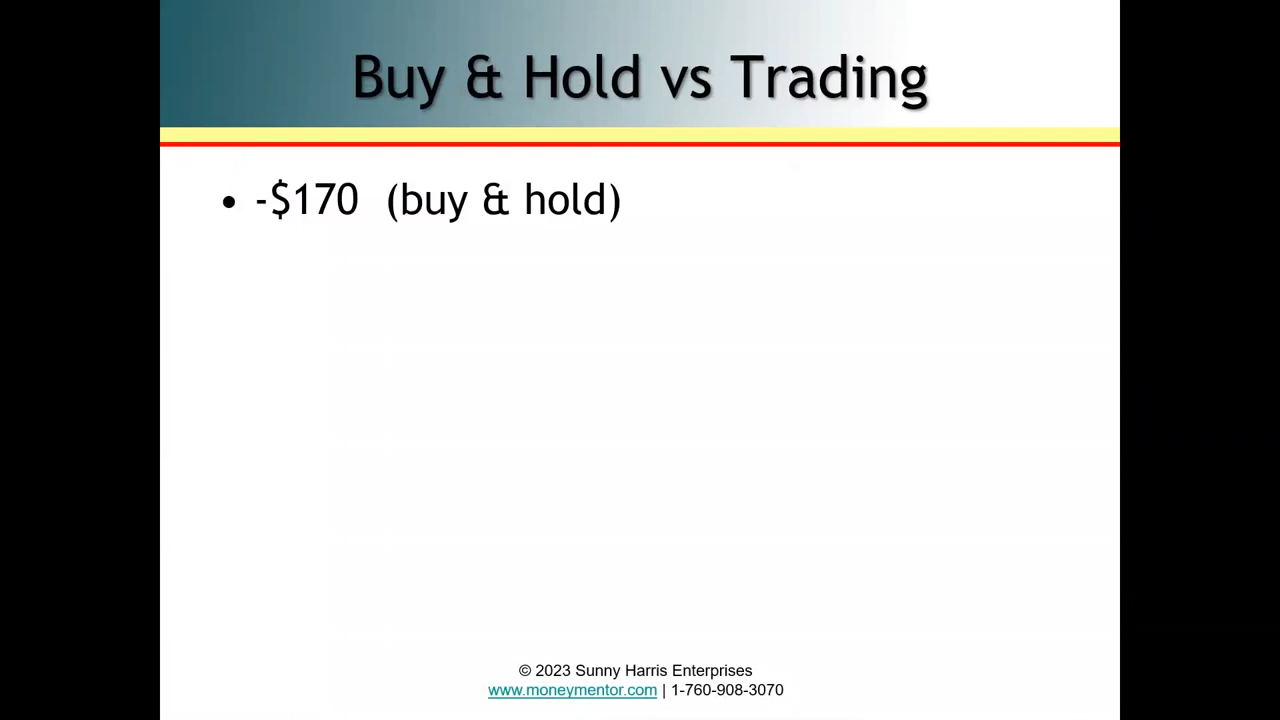 Buy & Hold vs Trading
• -$170 (buy & hold)
© 2023 Sunny Harris Enterprises
www.moneymentor.com | 1-760-908-3070